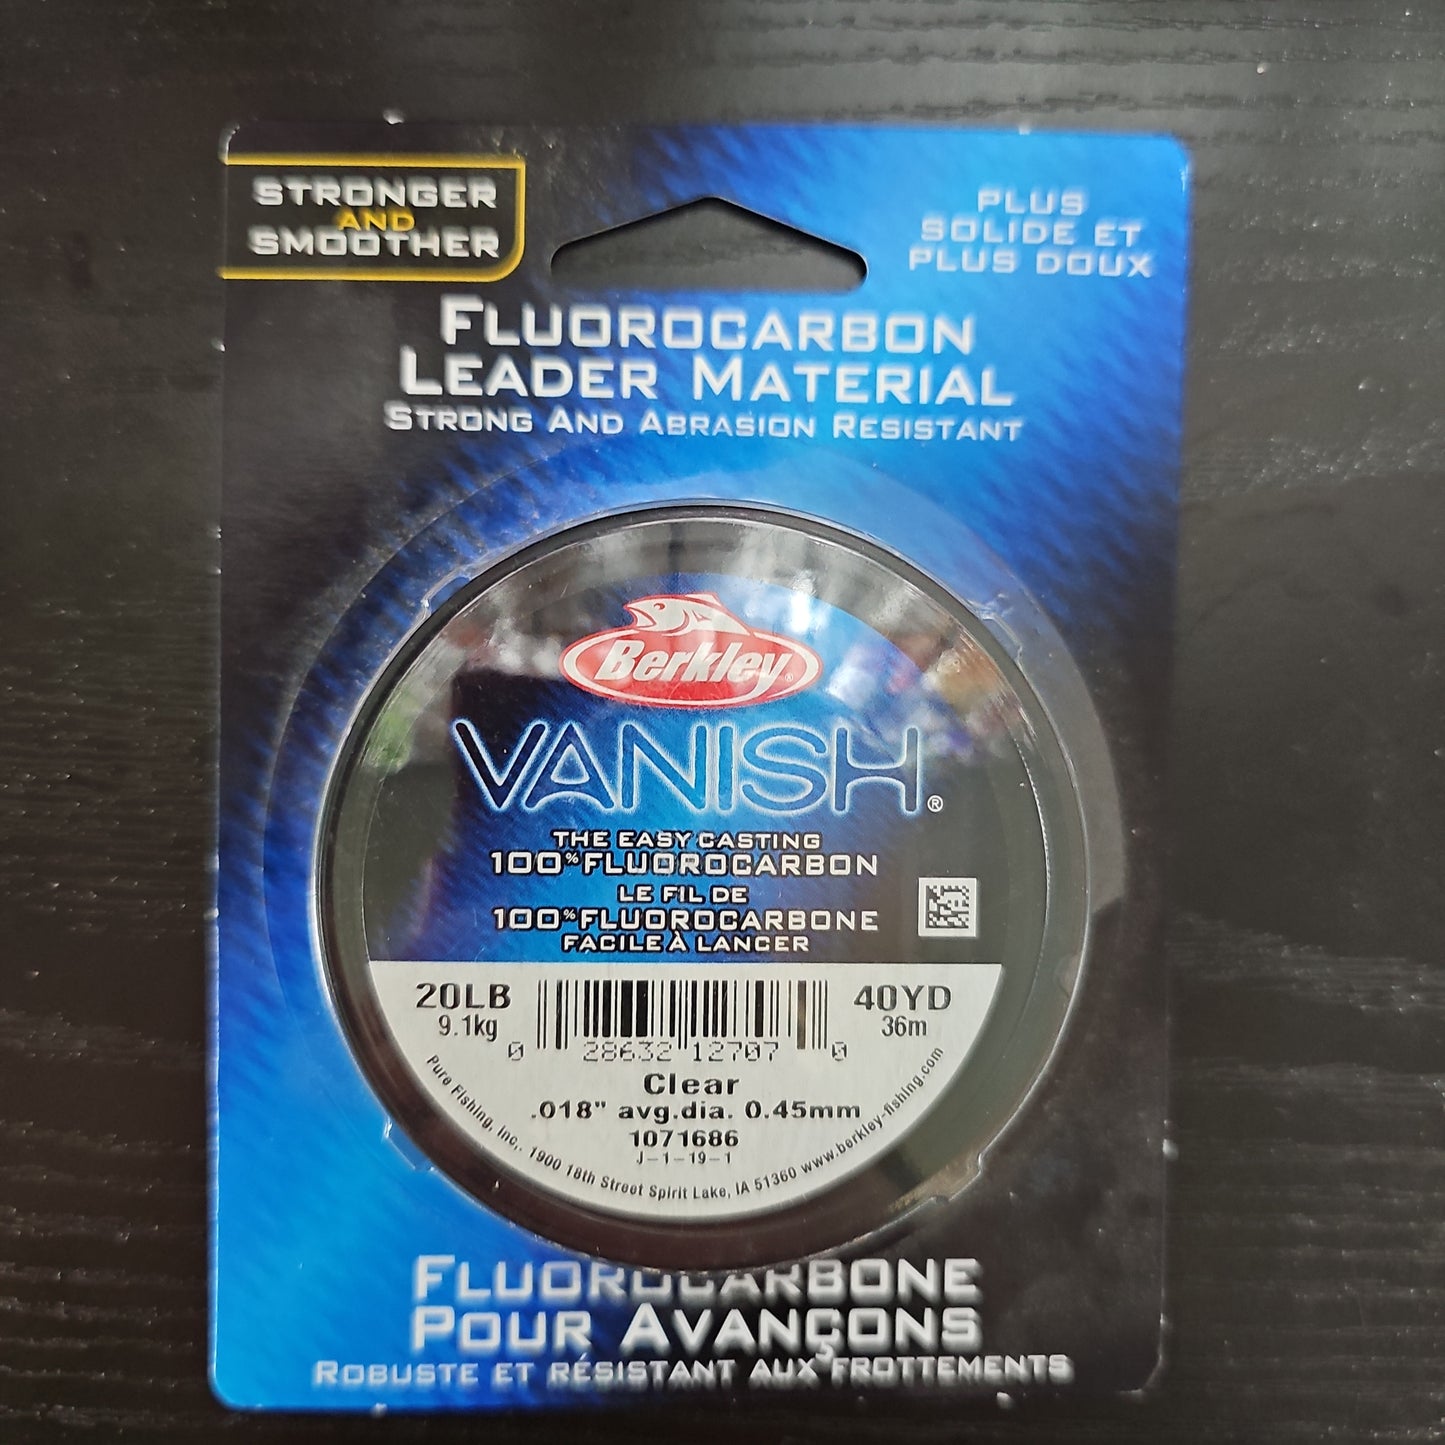 STRONGER
AND
SMOOTHER
PLUS
SOLIDE ET
PLUS DOUX
FLUOROCARBON
LEADER MATERIAL
STRONG AND ABRASION RESISTANT
Berkley®
VANISH®
THE EASY CASTING
100% FLUOROCARBON
LE FIL DE
100% FLUOROCARBONE
FACILE À LANCER
20LB
9.1kg
40YD
36m
0 28632 12707 0
Clear
.018" avg.dia. 0.45mm
1071686
J-1-19-1
Pure Fishing, Inc,. 1900 18th Street Spirit Lake, IA 51360 www.berkley-fishing.com
FLUOROCARBONE
POUR AVANÇONS
ROBUSTE ET RÉSISTANT AUX FROTTEMENTS